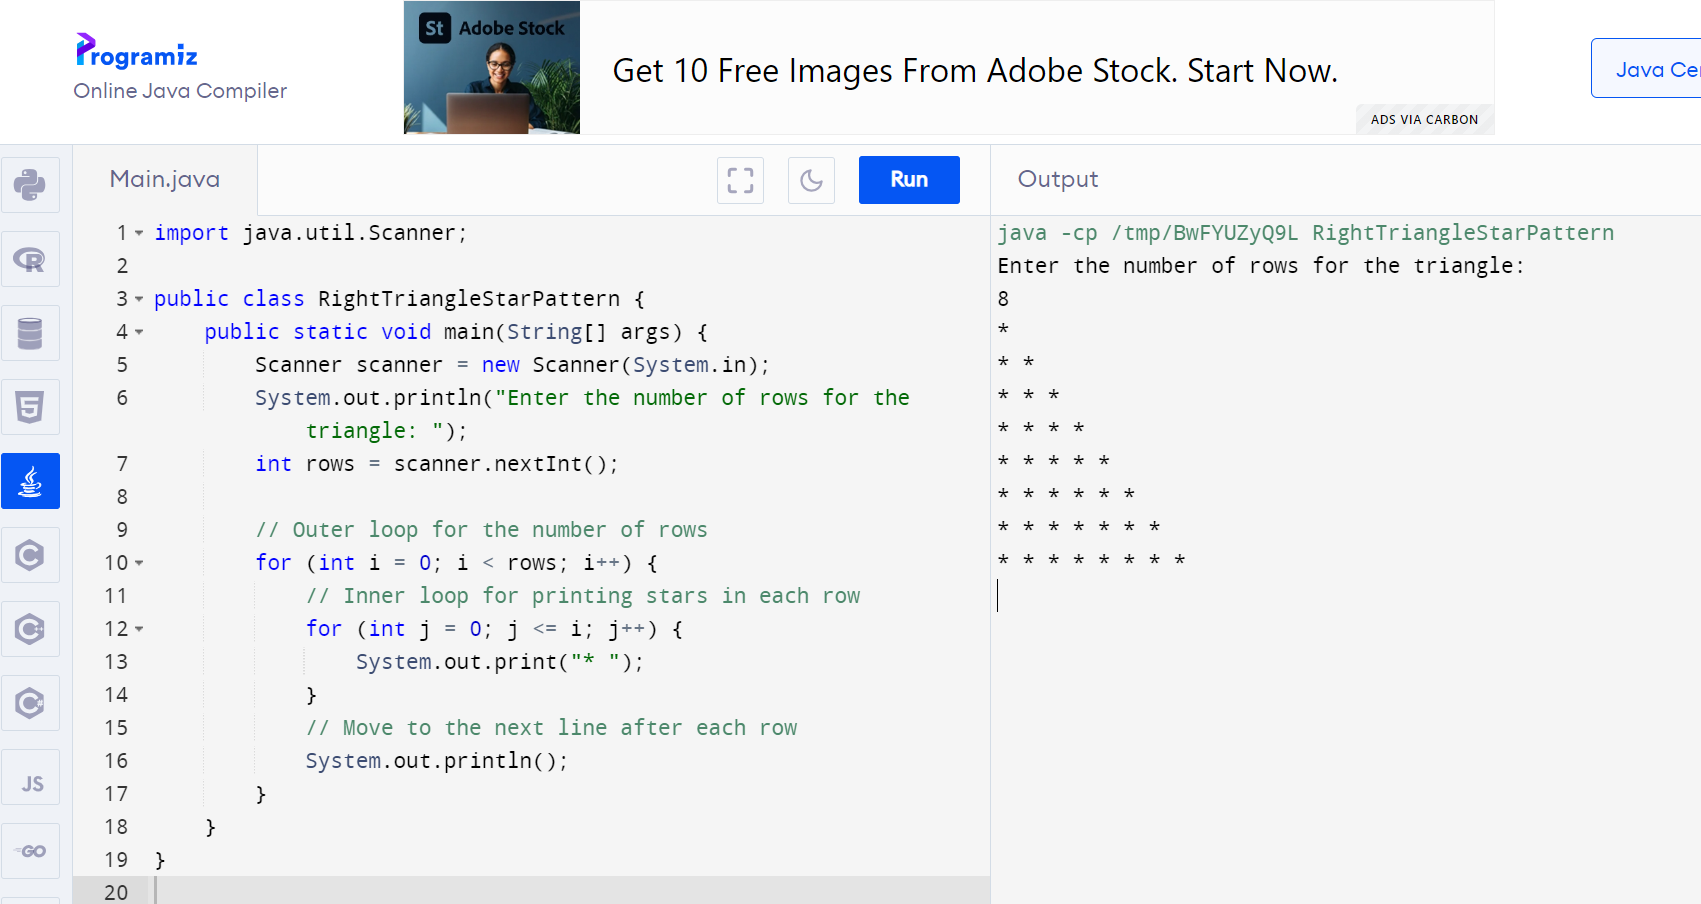 Programiz
Online Java Compiler
St Adobe Stock
Get 10 Free Images From Adobe Stock. Start Now.
ADS VIA CARBON
Java Cer
Main.java
Run
Output
1 import java.util.Scanner;
2
3 public class RightTriangleStarPattern {
4 public static void main(String[] args) {
5 Scanner scanner = new Scanner(System.in);
6 System.out.println("Enter the number of rows for the
triangle: ");
7 int rows = scanner.nextInt();
8
9 // Outer loop for the number of rows
10 for (int i = 0; i < rows; i++) {
11 // Inner loop for printing stars in each row
12 for (int j = 0; j <= i; j++) {
13 System.out.print("* ");
14 }
15 // Move to the next line after each row
16 System.out.println();
17 }
18 }
19 }
20
java -cp /tmp/BwFYUZyQ9L RightTriangleStarPattern
Enter the number of rows for the triangle:
8
*
* *
* * *
* * * *
* * * * *
* * * * * *
* * * * * * *
* * * * * * * *
R
5
C
C
C#
JS
GO